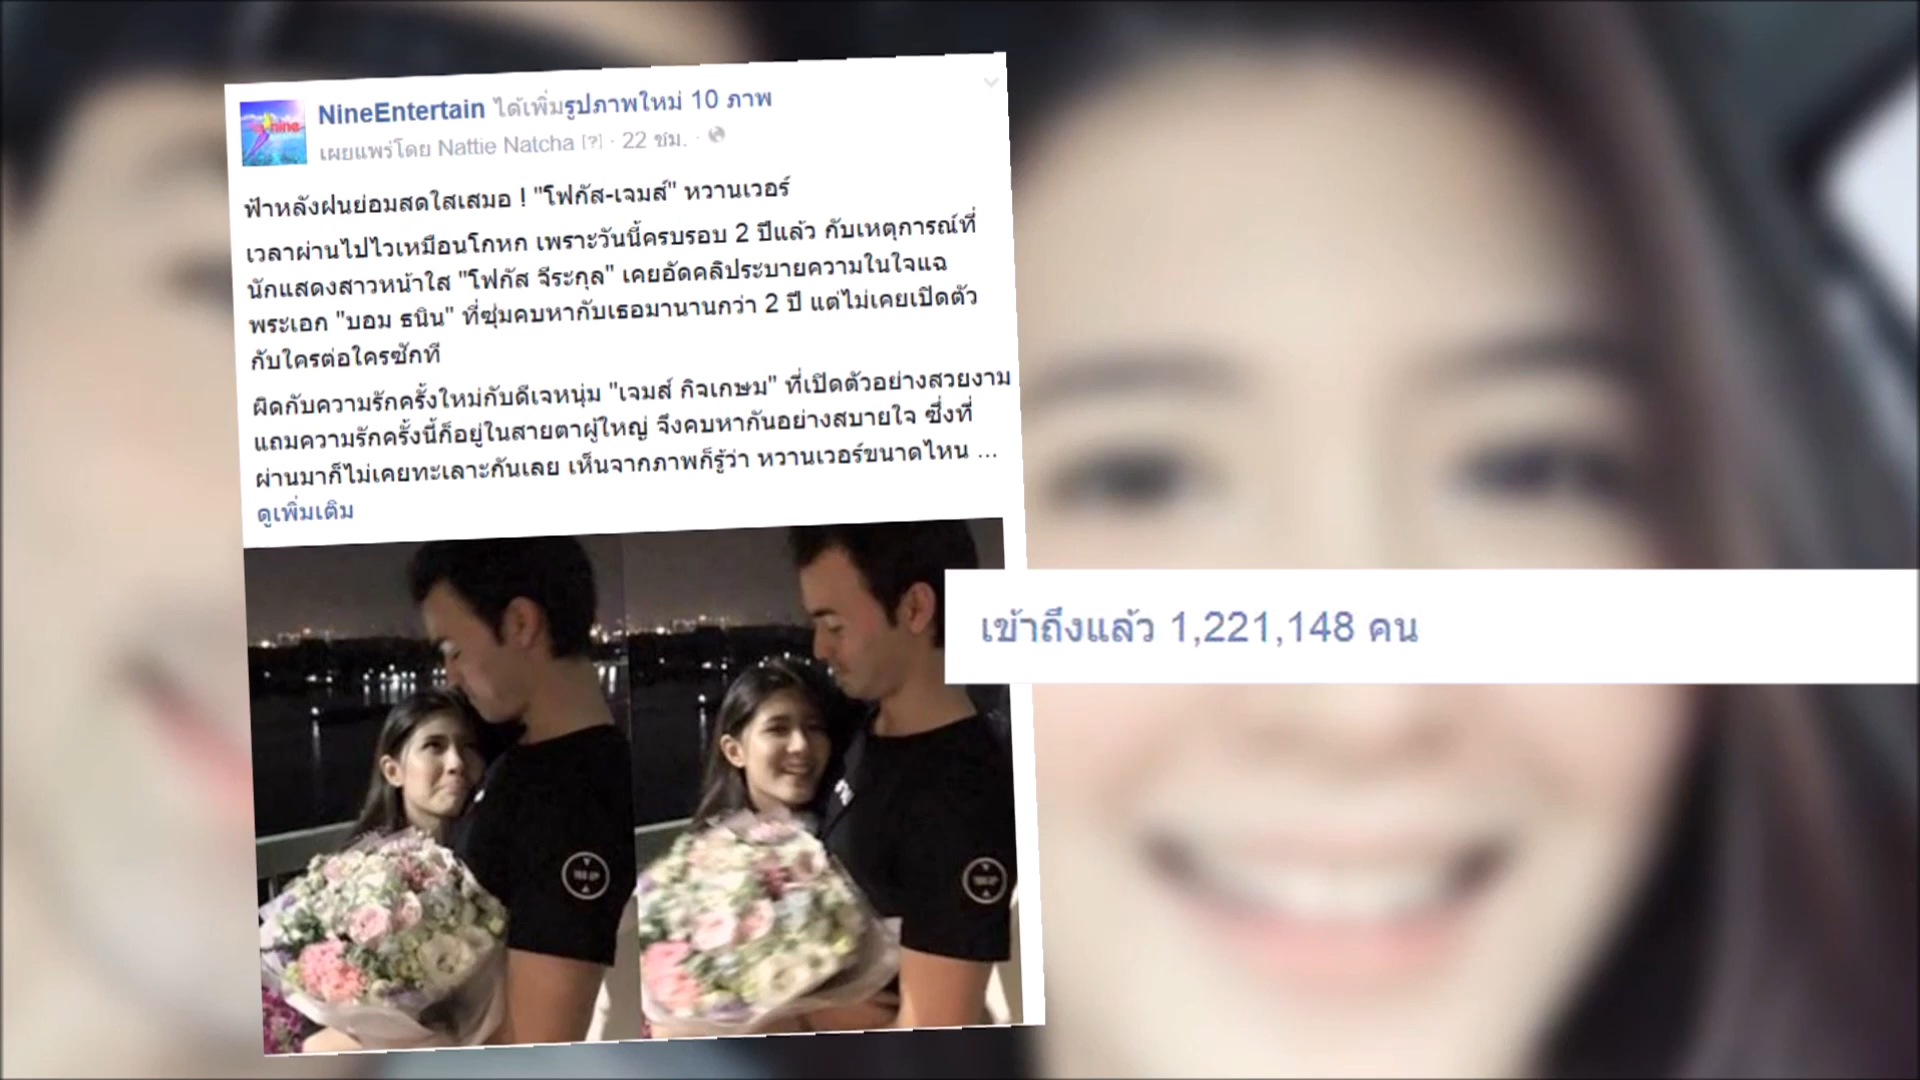 NineEntertain ได้เพิ่มรูปภาพใหม่ 10 ภาพ
เผยแพร่โดย Nattie Natcha [?] · 22 ชม. ·
ฟ้าหลังฝนย่อมสดใสเสมอ ! "โฟกัส-เจมส์" หวานเวอร์
เวลาผ่านไปไวเหมือนโกหก เพราะวันนี้ครบรอบ 2 ปีแล้ว กับเหตุการณ์ที่
นักแสดงสาวหน้าใส "โฟกัส จีระกุล" เคยอัดคลิประบายความในใจแฉ
พระเอก "บอม ธนิน" ที่ซุ่มคบหากับเธอมานานกว่า 2 ปี แต่ไม่เคยเปิดตัว
กับใครต่อใครซักที
ผิดกับความรักครั้งใหม่กับดีเจหนุ่ม "เจมส์ กิจเกษม" ที่เปิดตัวอย่างสวยงาม
แถมความรักครั้งนี้ก็อยู่ในสายตาผู้ใหญ่ จึงคบหากันอย่างสบายใจ ซึ่งที่
ผ่านมาก็ไม่เคยทะเลาะกันเลย เห็นจากภาพก็รู้ว่า หวานเวอร์ขนาดไหน ...
ดูเพิ่มเติม
เข้าถึงแล้ว 1,221,148 คน
nine